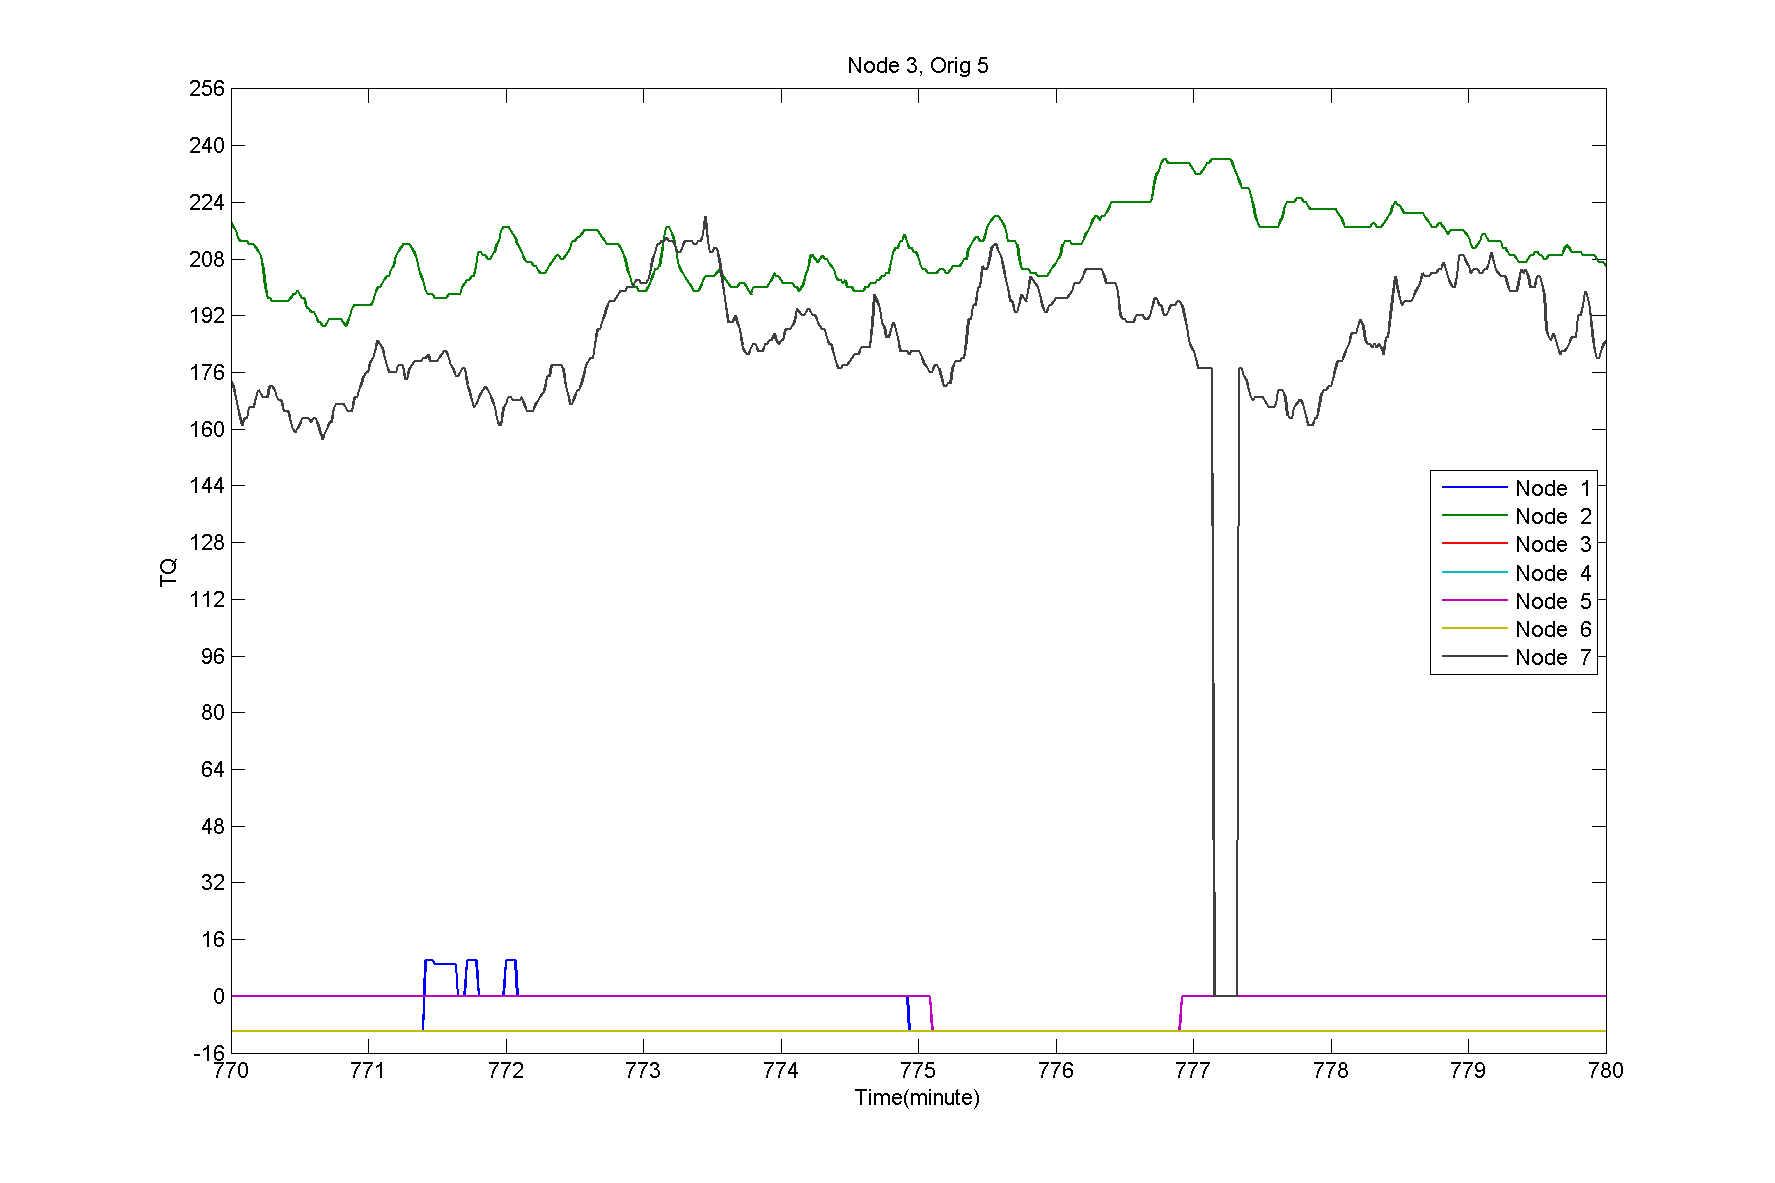 Node 3, Orig 5
256
240
224
208
192
176
160
144
128
112
96
80
64
48
32
16
0
-16
TQ
Node 1
Node 2
Node 3
Node 4
Node 5
Node 6
Node 7
770 771 772 773 774 775 776 777 778 779 780
Time(minute)